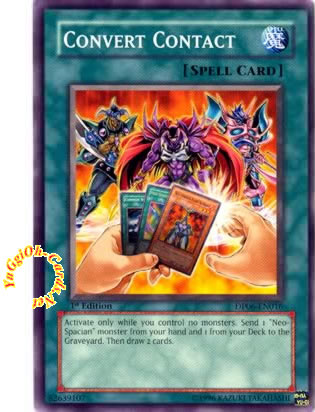 CONVERT CONTACT
[SPELL CARD]
YuGgiOh-Cards.Net
1st Edition
DP06-EN016
Activate only while you control no monsters. Send 1 "Neo-
Spacian" monster from your hand and 1 from your Deck to the
Graveyard. Then draw 2 cards.
62639107
©1996 KAZUKI TAKAHASHI